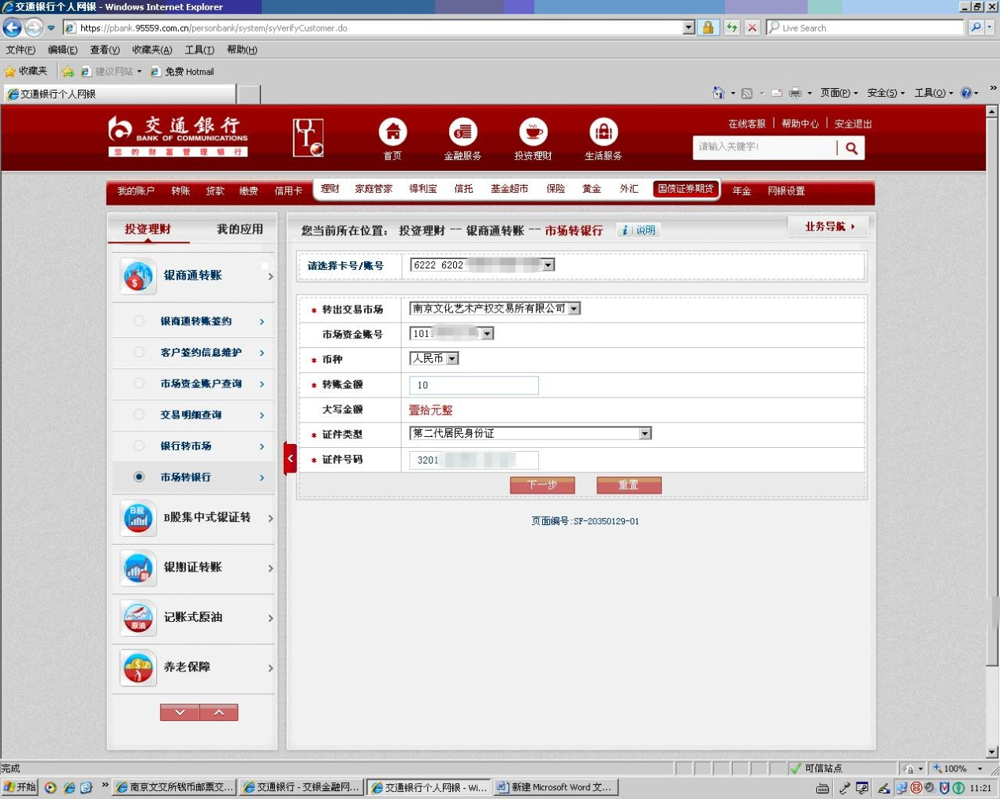 交通银行个人网银 - Windows Internet Explorer
https://pbank.95559.com.cn/personbank/system/syVerifyCustomer.do
Live Search
文件(F) 编辑(E) 查看(V) 收藏夹(A) 工具(T) 帮助(H)
收藏夹 建议网站 免费 Hotmail
交通银行个人网银
页面(P) 安全(S) 工具(O)
交通銀行
BANK OF COMMUNICATIONS
您的财富管理银行
首页 金融服务 投资理财 生活服务
在线客服 帮助中心 安全退出
请输入关键字!
我的账户 转账 贷款 缴费 信用卡 理财 家庭管家 得利宝 信托 基金超市 保险 黄金 外汇 国债证券期货 年金 网银设置
投资理财 我的应用
银商通转账
银商通转账签约
客户签约信息维护
市场资金账户查询
交易明细查询
银行转市场
市场转银行
B股集中式银证转
银期证转账
记账式原油
养老保障
您当前所在位置： 投资理财 -- 银商通转账 -- 市场转银行 i 说明
业务导航
请选择卡号/账号 6222 6202
* 转出交易市场 南京文化艺术产权交易所有限公司
市场资金账号 101
* 币种 人民币
* 转账金额 10
大写金额 壹拾元整
* 证件类型 第二代居民身份证
* 证件号码 3201
下一步 重置
页面编号:SF-20350129-01
完成 可信站点 100%
开始 南京文交所钱币邮票交... 交通银行 - 交银金融网... 交通银行个人网银 - Wi... 新建 Microsoft Word 文... 11:21